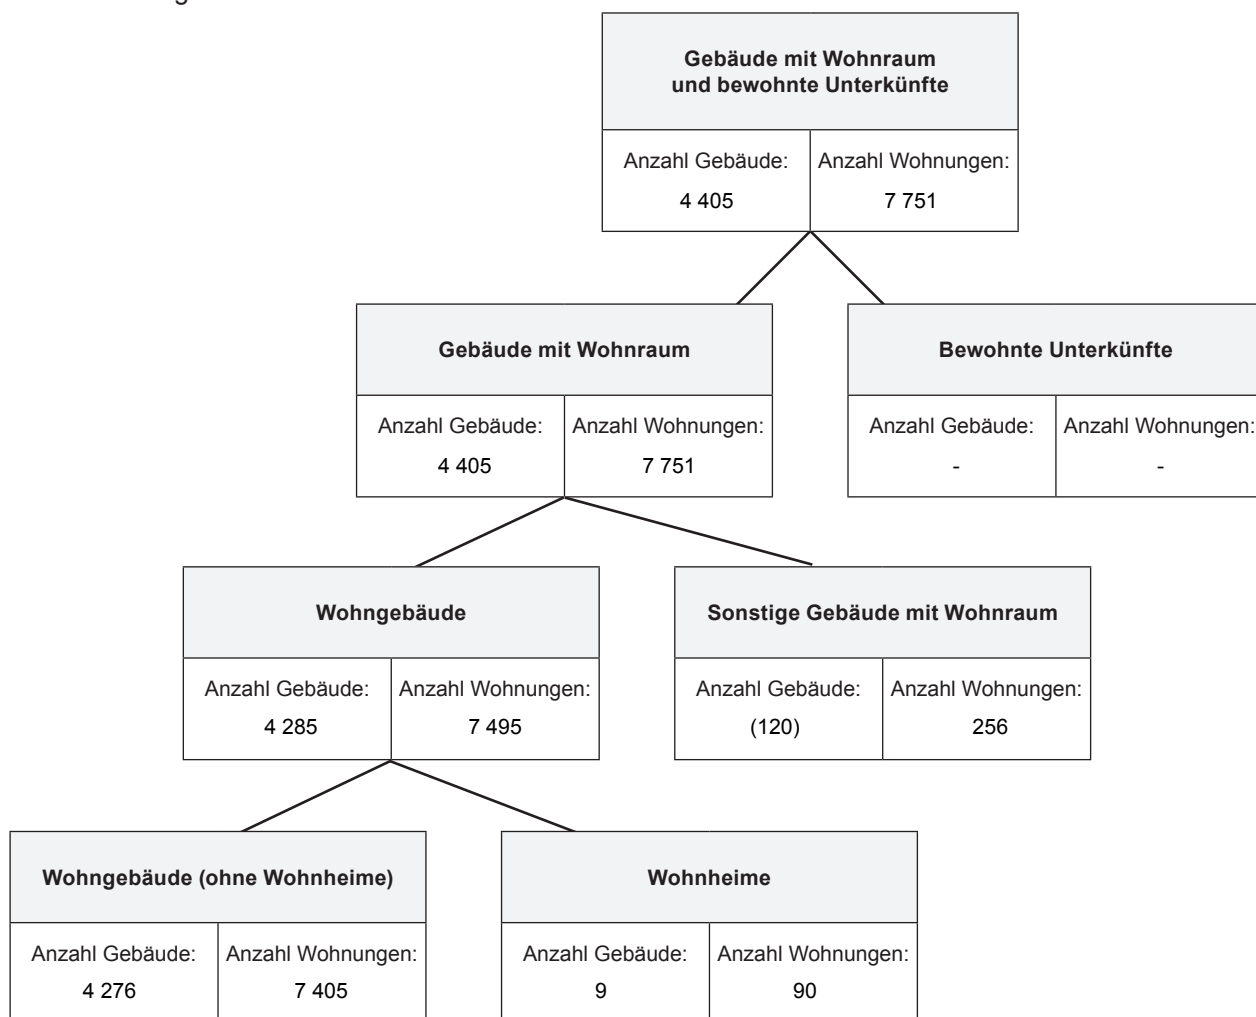 Gebäude mit Wohnraum
und bewohnte Unterkünfte
Anzahl Gebäude: Anzahl Wohnungen:
4 405 7 751
Gebäude mit Wohnraum
Anzahl Gebäude: Anzahl Wohnungen:
4 405 7 751
Bewohnte Unterkünfte
Anzahl Gebäude: Anzahl Wohnungen:
- -
Wohngebäude
Anzahl Gebäude: Anzahl Wohnungen:
4 285 7 495
Sonstige Gebäude mit Wohnraum
Anzahl Gebäude: Anzahl Wohnungen:
(120) 256
Wohngebäude (ohne Wohnheime)
Anzahl Gebäude: Anzahl Wohnungen:
4 276 7 405
Wohnheime
Anzahl Gebäude: Anzahl Wohnungen:
9 90